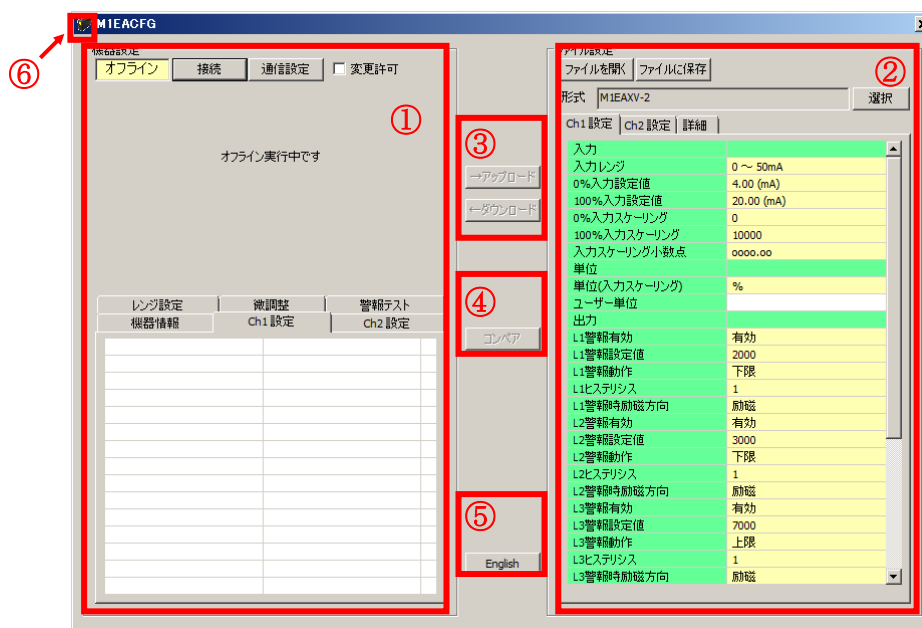 M1EACFG
⑥
機器設定
オフライン 接続 通信設定 変更許可
①
オフライン実行中です
レンジ設定 微調整 警報テスト
機器情報 Ch1 設定 Ch2 設定
③
→アップロード
←ダウンロード
④
コンペア
⑤
English
ファイル設定
ファイルを開く ファイルに保存
②
形式 M1EAXV-2 選択
Ch1 設定 Ch2 設定 詳細
入力
入力レンジ 0 ～ 50mA
0%入力設定値 4.00 (mA)
100%入力設定値 20.00 (mA)
0%入力スケーリング 0
100%入力スケーリング 10000
入力スケーリング小数点 oooo.oo
単位
単位(入力スケーリング) %
ユーザー単位
出力
L1警報有効 有効
L1警報設定値 2000
L1警報動作 下限
L1ヒステリシス 1
L1警報時励磁方向 励磁
L2警報有効 有効
L2警報設定値 3000
L2警報動作 下限
L2ヒステリシス 1
L2警報時励磁方向 励磁
L3警報有効 有効
L3警報設定値 7000
L3警報動作 上限
L3ヒステリシス 1
L3警報時励磁方向 励磁